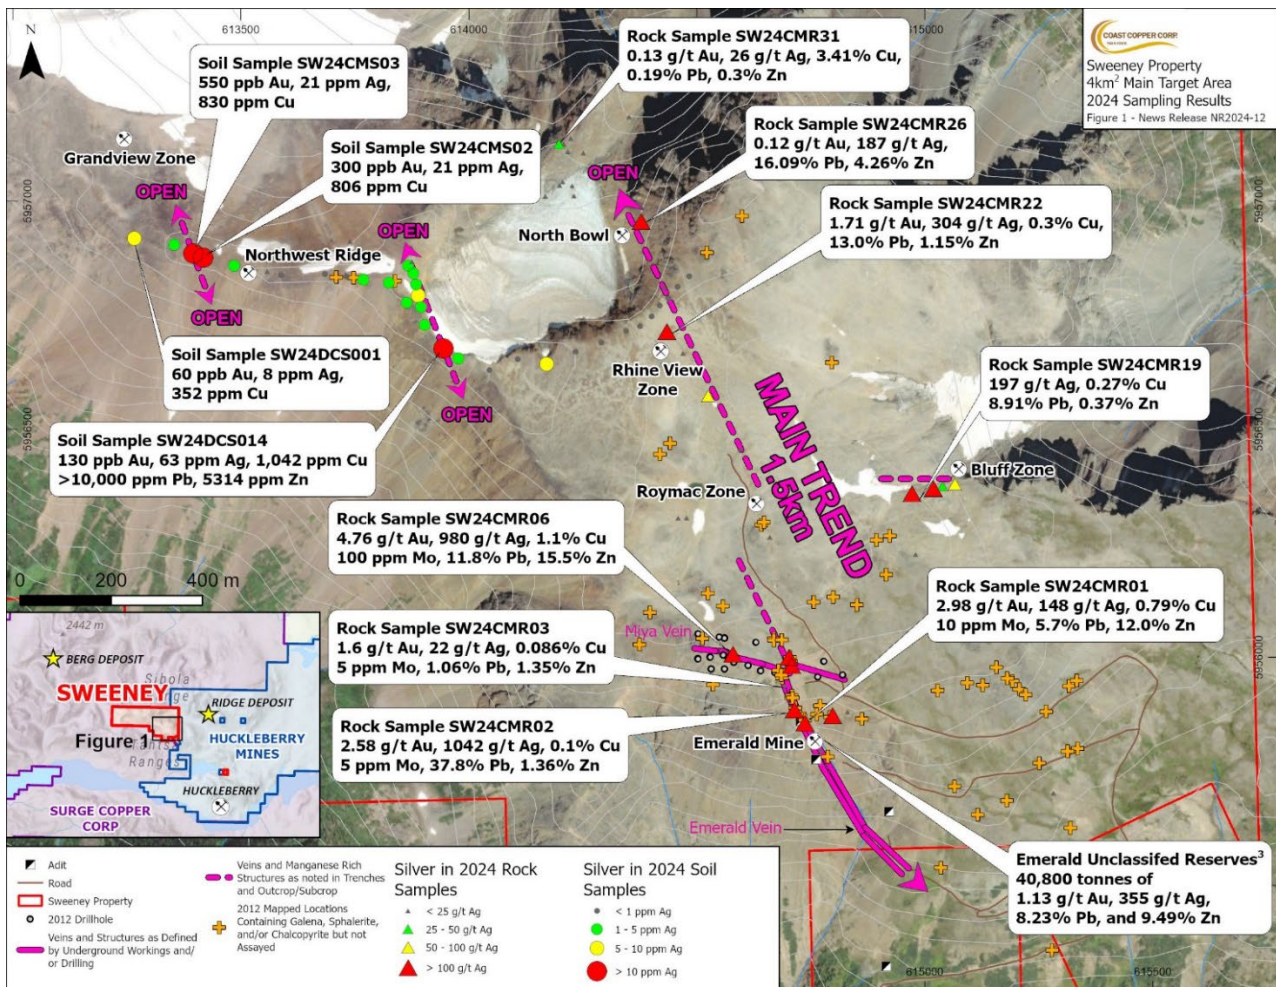 613500
614000
615000
N
COAST COPPER CORP.
Sweeney Property
4km² Main Target Area
2024 Sampling Results
Figure 1 - News Release NR2024-12
Soil Sample SW24CMS03
550 ppb Au, 21 ppm Ag,
830 ppm Cu
Rock Sample SW24CMR31
0.13 g/t Au, 26 g/t Ag, 3.41% Cu,
0.19% Pb, 0.3% Zn
Soil Sample SW24CMS02
300 ppb Au, 21 ppm Ag,
806 ppm Cu
Rock Sample SW24CMR26
0.12 g/t Au, 187 g/t Ag,
16.09% Pb, 4.26% Zn
Grandview Zone
OPEN
OPEN
OPEN
5957000
5957000
Rock Sample SW24CMR22
1.71 g/t Au, 304 g/t Ag, 0.3% Cu,
13.0% Pb, 1.15% Zn
North Bowl
Northwest Ridge
OPEN
Soil Sample SW24DCS001
60 ppb Au, 8 ppm Ag,
352 ppm Cu
Rhine View
Zone
Rock Sample SW24CMR19
197 g/t Ag, 0.27% Cu
8.91% Pb, 0.37% Zn
OPEN
MAIN TREND
1.5km
5956500
5956500
Soil Sample SW24DCS014
130 ppb Au, 63 ppm Ag, 1,042 ppm Cu
>10,000 ppm Pb, 5314 ppm Zn
Bluff Zone
Roymac Zone
Rock Sample SW24CMR06
4.76 g/t Au, 980 g/t Ag, 1.1% Cu
100 ppm Mo, 11.8% Pb, 15.5% Zn
0 200 400 m
Rock Sample SW24CMR01
2.98 g/t Au, 148 g/t Ag, 0.79% Cu
10 ppm Mo, 5.7% Pb, 12.0% Zn
Miya Vein
Rock Sample SW24CMR03
1.6 g/t Au, 22 g/t Ag, 0.086% Cu
5 ppm Mo, 1.06% Pb, 1.35% Zn
5956000
Rock Sample SW24CMR02
2.58 g/t Au, 1042 g/t Ag, 0.1% Cu
5 ppm Mo, 37.8% Pb, 1.36% Zn
Emerald Mine
Emerald Vein
Emerald Unclassifed Reserves³
40,800 tonnes of
1.13 g/t Au, 355 g/t Ag,
8.23% Pb, and 9.49% Zn
2442 m
BERG DEPOSIT
Sibola
SWEENEY
RIDGE DEPOSIT
Figure 1
HUCKLEBERRY
MINES
Ranges
HUCKLEBERRY
SURGE COPPER
CORP
Adit
Road
Sweeney Property
2012 Drillhole
Veins and Structures as Defined
by Underground Workings and/
or Drilling
Veins and Manganese Rich
Structures as noted in Trenches
and Outcrop/Subcrop
2012 Mapped Locations
Containing Galena, Sphalerite,
and/or Chalcopyrite but not
Assayed
Silver in 2024 Rock
Samples
< 25 g/t Ag
25 - 50 g/t Ag
50 - 100 g/t Ag
> 100 g/t Ag
Silver in 2024 Soil
Samples
< 1 ppm Ag
1 - 5 ppm Ag
5 - 10 ppm Ag
> 10 ppm Ag
615000
615500